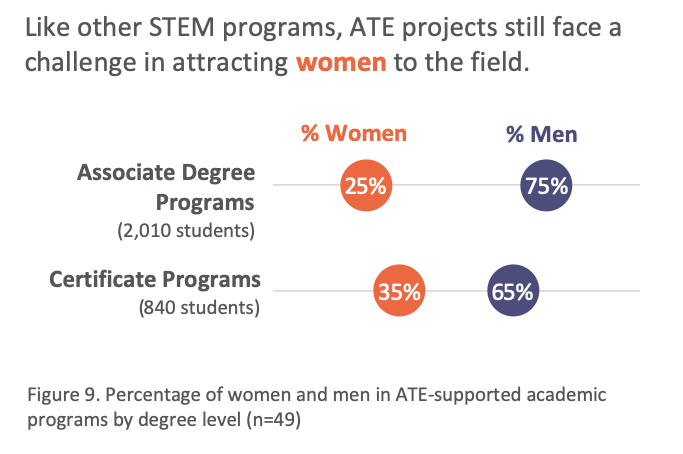 Like other STEM programs, ATE projects still face a
challenge in attracting women to the field.
% Women % Men
Associate Degree
Programs
(2,010 students)
25% 75%
Certificate Programs
(840 students)
35% 65%
Figure 9. Percentage of women and men in ATE-supported academic
programs by degree level (n=49)